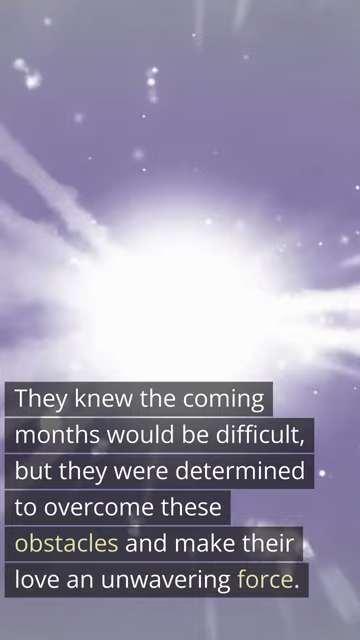 They knew the coming
months would be difficult,
but they were determined
to overcome these
obstacles and make their
love an unwavering force.